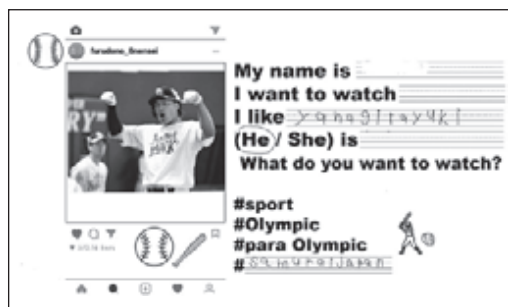 My name is
I want to watch
I like yanagitayuki
(He / She) is
What do you want to watch?
#sport
#Olympic
#para Olympic
#samuraijapan